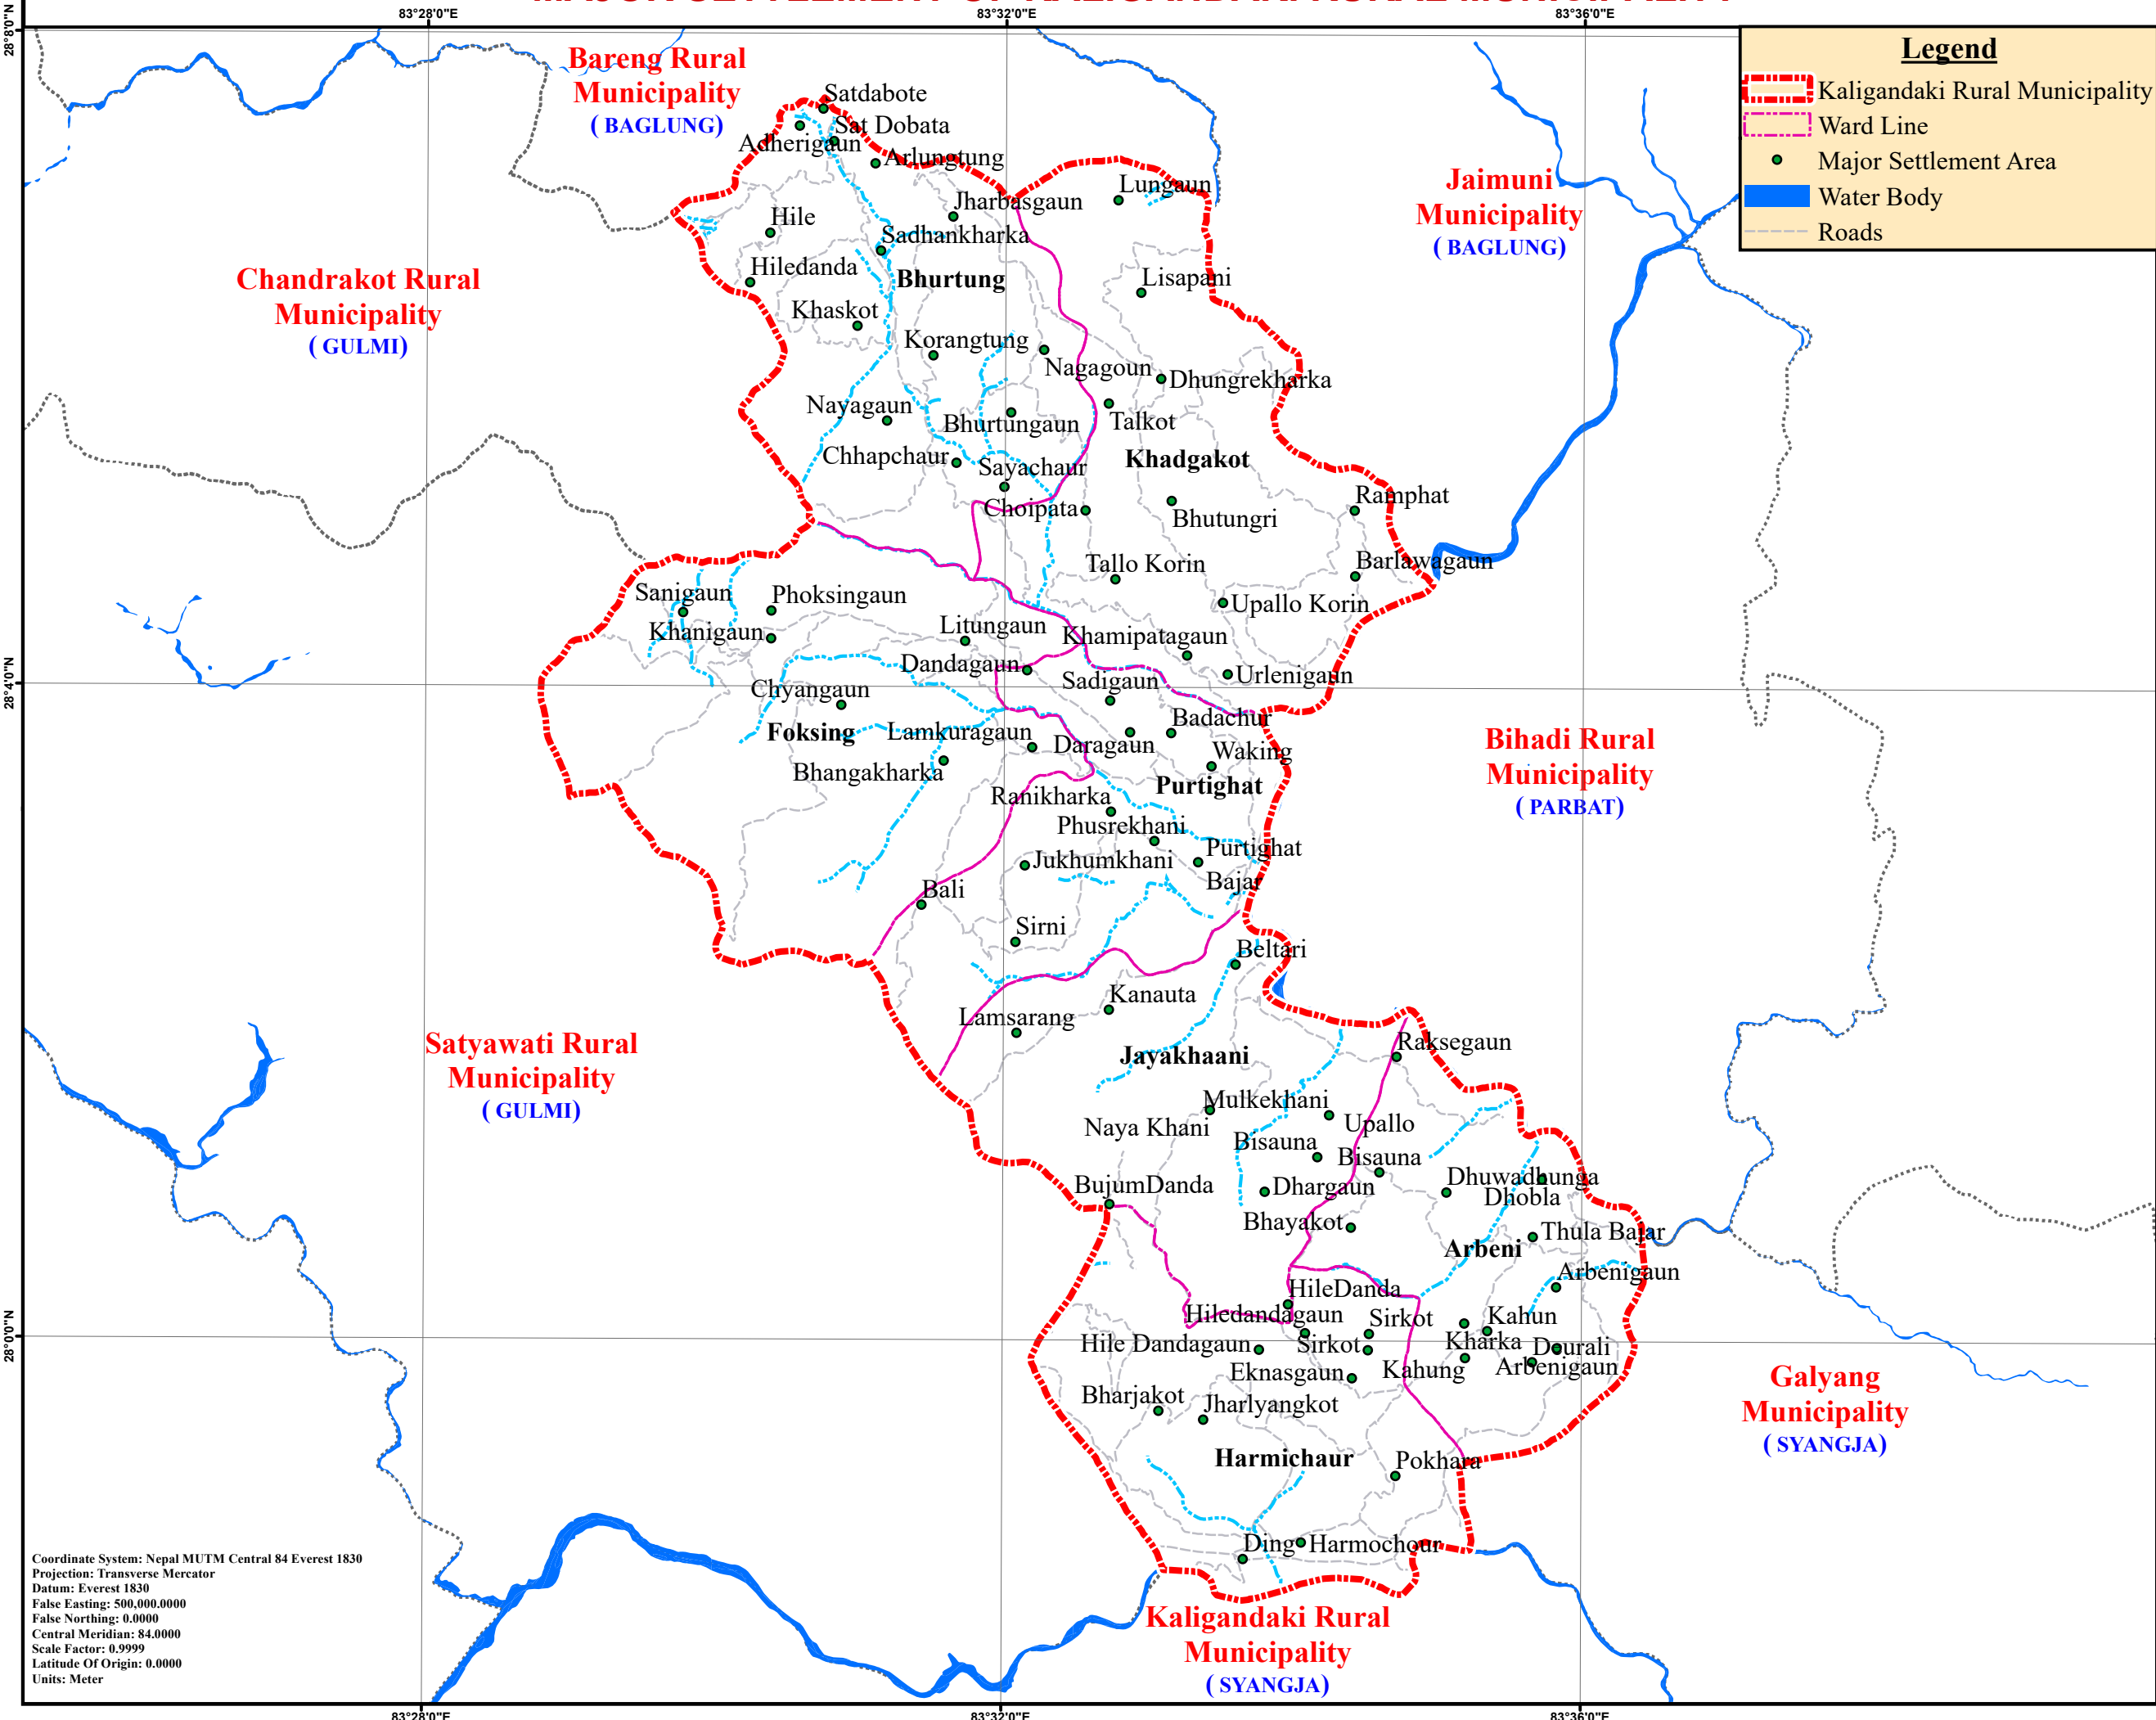 83°28'0"E
83°32'0"E
83°36'0"E
28°8'0"N
28°4'0"N
28°0'0"N
Legend
Kaligandaki Rural Municipality
Ward Line
Major Settlement Area
Water Body
Roads
Bareng Rural
Municipality
( BAGLUNG)
Jaimuni
Municipality
( BAGLUNG)
Chandrakot Rural
Municipality
( GULMI)
Satdabote
Sat Dobata
Adherigaun
Arlungtung
Lungaun
Jharbasgaun
Hile
Sadhankharka
Hiledanda
Bhurtung
Lisapani
Khaskot
Korangtung
Nagagoun
Dhungrekharka
Nayagaun
Bhurtungaun
Talkot
Chhapchaur
Sayachaur
Khadgakot
Choipata
Bhutungri
Ramphat
Tallo Korin
Barlawagaun
Sanigaun
Phoksingaun
Upallo Korin
Khanigaun
Litungaun
Khamipatagaun
Dandagaun
Sadigaun
Urlenigaun
Chyangaun
Foksing
Lamkuragaun
Daragaun
Badachur
Waking
Bhangakharka
Purtighat
Bihadi Rural
Municipality
( PARBAT)
Ranikharka
Phusrekhani
Jukhumkhani
Purtighat
Bajar
Bali
Sirni
Beltari
Kanauta
Lamsarang
Jayakhaani
Raksegaun
Satyawati Rural
Municipality
( GULMI)
Mulkekhani
Naya Khani
Upallo
Bisauna
Bisauna
BujumDanda
Dhargaun
Dhuwadhunga
Dhobla
Bhayakot
Arbeni
Thula Bajar
Arbenigaun
HileDanda
Hiledandagaun
Sirkot
Kahun
Hile Dandagaun
Sirkot
Kharka
Deurali
Eknasgaun
Kahung
Arbenigaun
Bharjakot
Jharlyangkot
Harmichaur
Pokhara
Galyang
Municipality
( SYANGJA)
Ding
Harmochour
Kaligandaki Rural
Municipality
( SYANGJA)
Coordinate System: Nepal MUTM Central 84 Everest 1830
Projection: Transverse Mercator
Datum: Everest 1830
False Easting: 500,000.0000
False Northing: 0.0000
Central Meridian: 84.0000
Scale Factor: 0.9999
Latitude Of Origin: 0.0000
Units: Meter
83°28'0"E
83°32'0"E
83°36'0"E